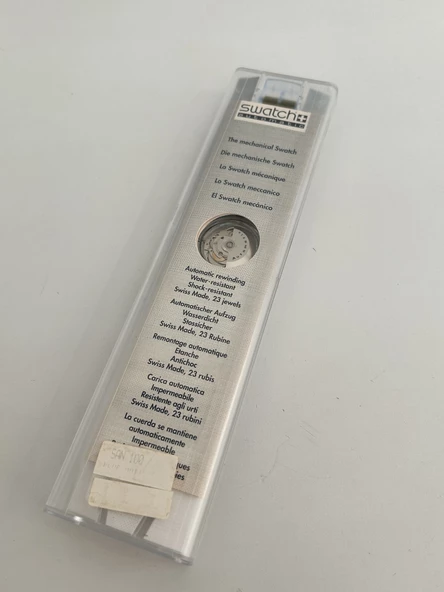 swatch
automatic
The mechanical Swatch
Die mechanische Swatch
La Swatch mécanique
Lo Swatch meccanico
El Swatch mecánico
Automatic rewinding
Water-resistant
Shock-resistant
Swiss Made, 23 jewels
Automatischer Aufzug
Wasserdicht
Stossicher
Swiss Made, 23 Rubine
Remontage automatique
Etanche
Antichoc
Swiss Made, 23 rubis
Carica automatica
Impermeabile
Resistente agli urti
Swiss Made, 23 rubini
La cuerda se mantiene
automaticamente
Impermeable
SAN 100